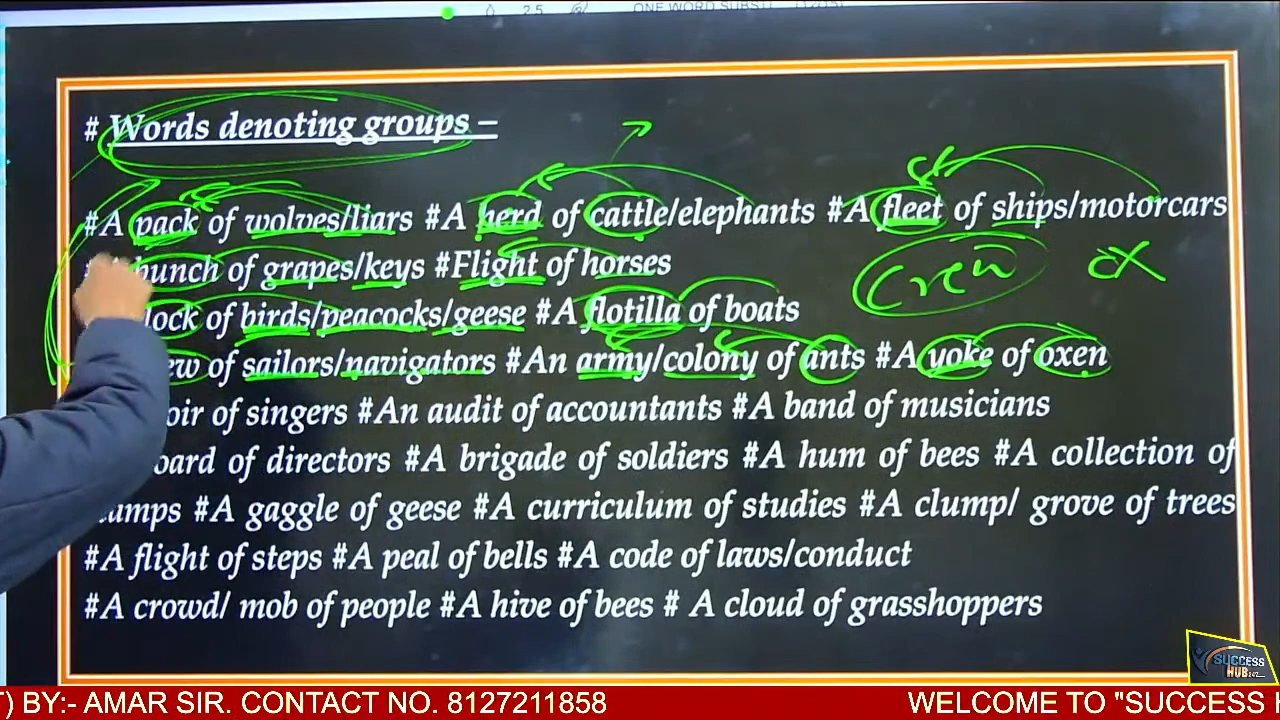 ONE WORD SUBSTI
# Words denoting groups –
#A pack of wolves/liars #A herd of cattle/elephants #A fleet of ships/motorcars
bunch of grapes/keys #Flight of horses
crew
ox
lock of birds/peacocks/geese #A flotilla of boats
ew of sailors/navigators #An army/colony of ants #A yoke of oxen
oir of singers #An audit of accountants #A band of musicians
oard of directors #A brigade of soldiers #A hum of bees #A collection of
amps #A gaggle of geese #A curriculum of studies #A clump/ grove of trees
#A flight of steps #A peal of bells #A code of laws/conduct
#A crowd/ mob of people #A hive of bees # A cloud of grasshoppers
SUCCESS
HUB
T) BY:- AMAR SIR. CONTACT NO. 8127211858 WELCOME TO "SUCCESS H